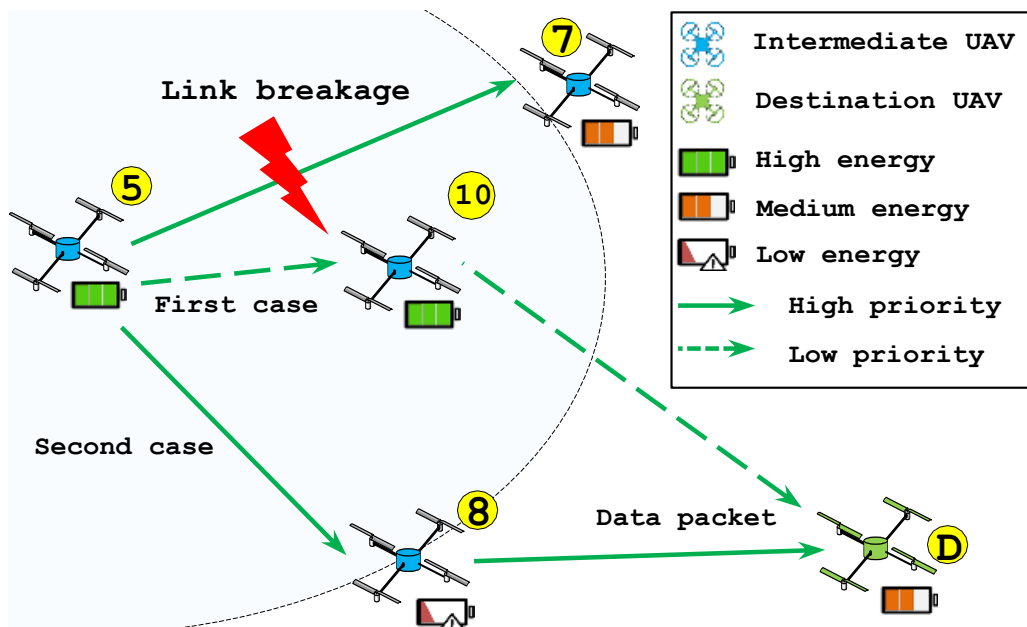 7
Link breakage
5
10
First case
Second case
8
Data packet
D
Intermediate UAV
Destination UAV
High energy
Medium energy
Low energy
High priority
Low priority